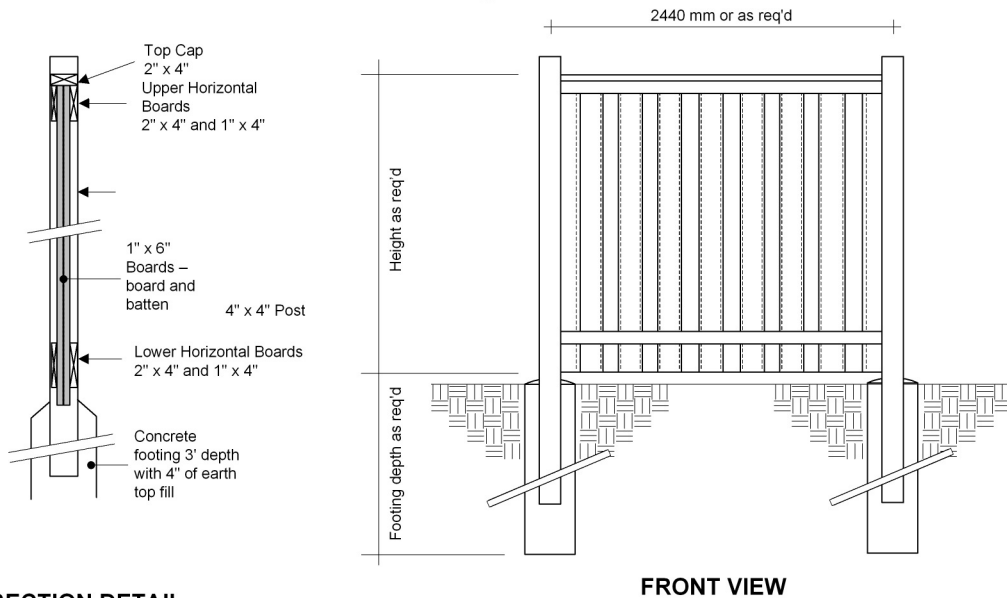 Top Cap
2" x 4"
Upper Horizontal
Boards
2" x 4" and 1" x 4"
1" x 6"
Boards –
board and
batten
4" x 4" Post
Lower Horizontal Boards
2" x 4" and 1" x 4"
Concrete
footing 3' depth
with 4" of earth
top fill
2440 mm or as req'd
Height as req'd
Footing depth as req'd
FRONT VIEW
SECTION DETAIL